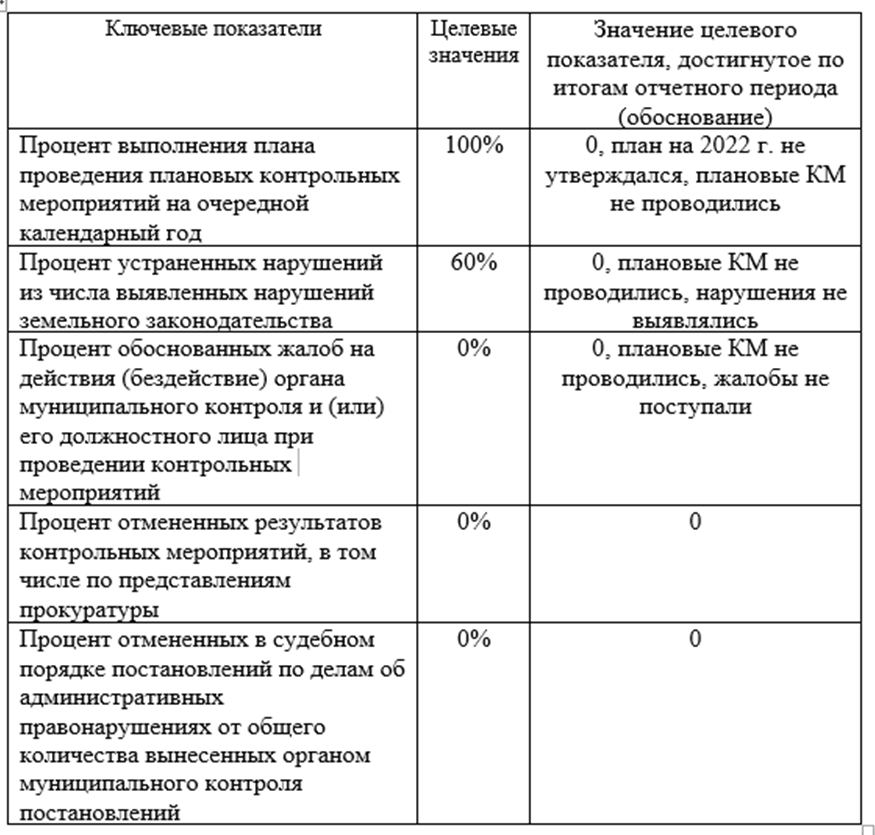 Ключевые показатели
Целевые
значения
Значение целевого
показателя, достигнутое по
итогам отчетного периода
(обоснование)
Процент выполнения плана
проведения плановых контрольных
мероприятий на очередной
календарный год
100%
0, план на 2022 г. не
утверждался, плановые КМ
не проводились
Процент устраненных нарушений
из числа выявленных нарушений
земельного законодательства
60%
0, плановые КМ не
проводились, нарушения не
выявлялись
Процент обоснованных жалоб на
действия (бездействие) органа
муниципального контроля и (или)
его должностного лица при
проведении контрольных
мероприятий
0%
0, плановые КМ не
проводились, жалобы не
поступали
Процент отмененных результатов
контрольных мероприятий, в том
числе по представлениям
прокуратуры
0%
0
Процент отмененных в судебном
порядке постановлений по делам об
административных
правонарушениях от общего
количества вынесенных органом
муниципального контроля
постановлений
0%
0